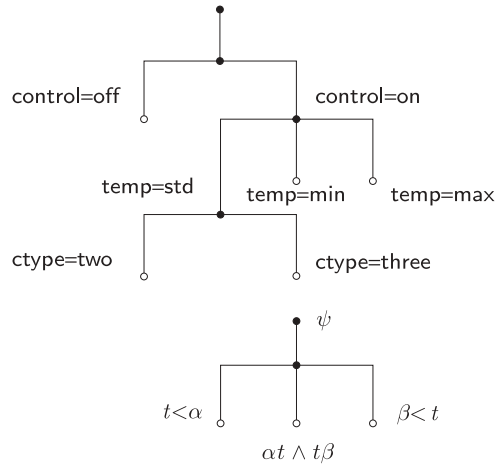 control=off control=on
temp=std temp=min temp=max
ctype=two ctype=three
ψ
t<α β<t
αt ∧ tβ